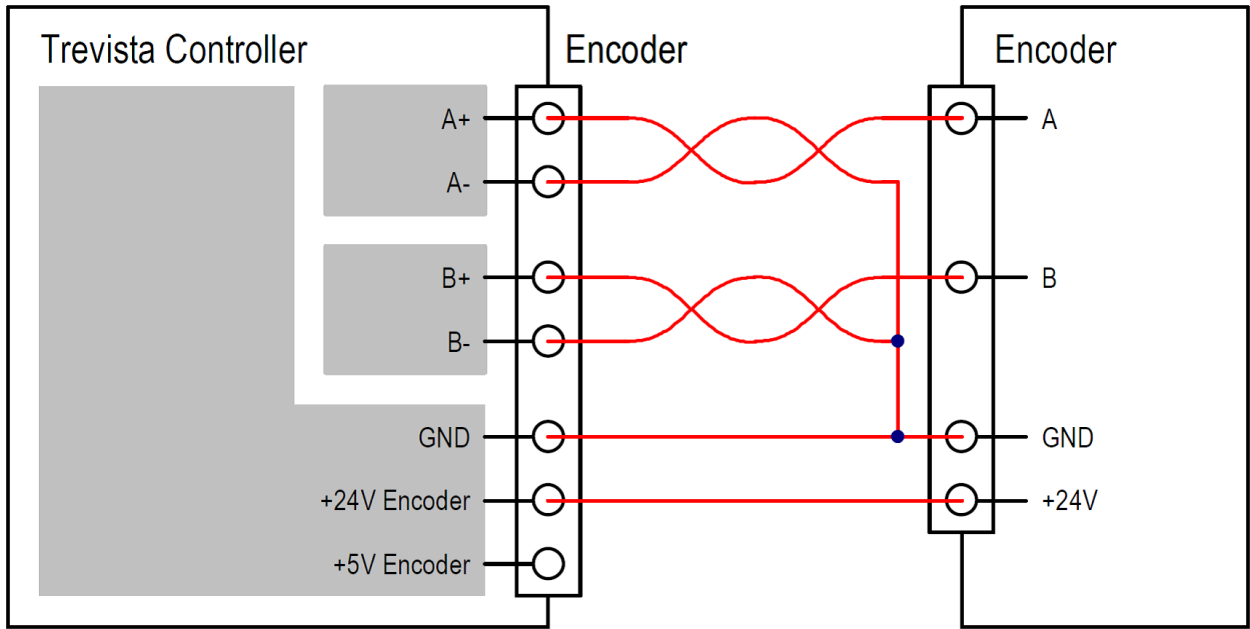 Trevista Controller
Encoder
Encoder
A+
A-
B+
B-
GND
+24V Encoder
+5V Encoder
A
B
GND
+24V